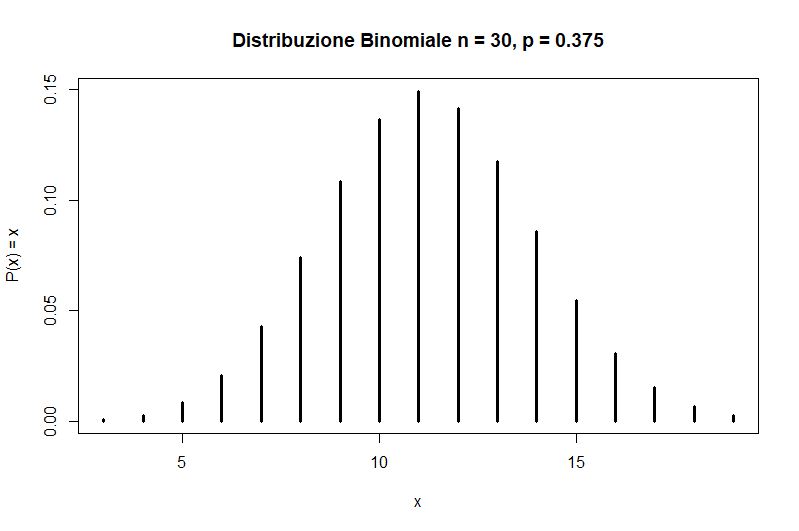 Distribuzione Binomiale n = 30, p = 0.375
P(x) = x
0.15
0.10
0.05
0.00
5
10
15
x